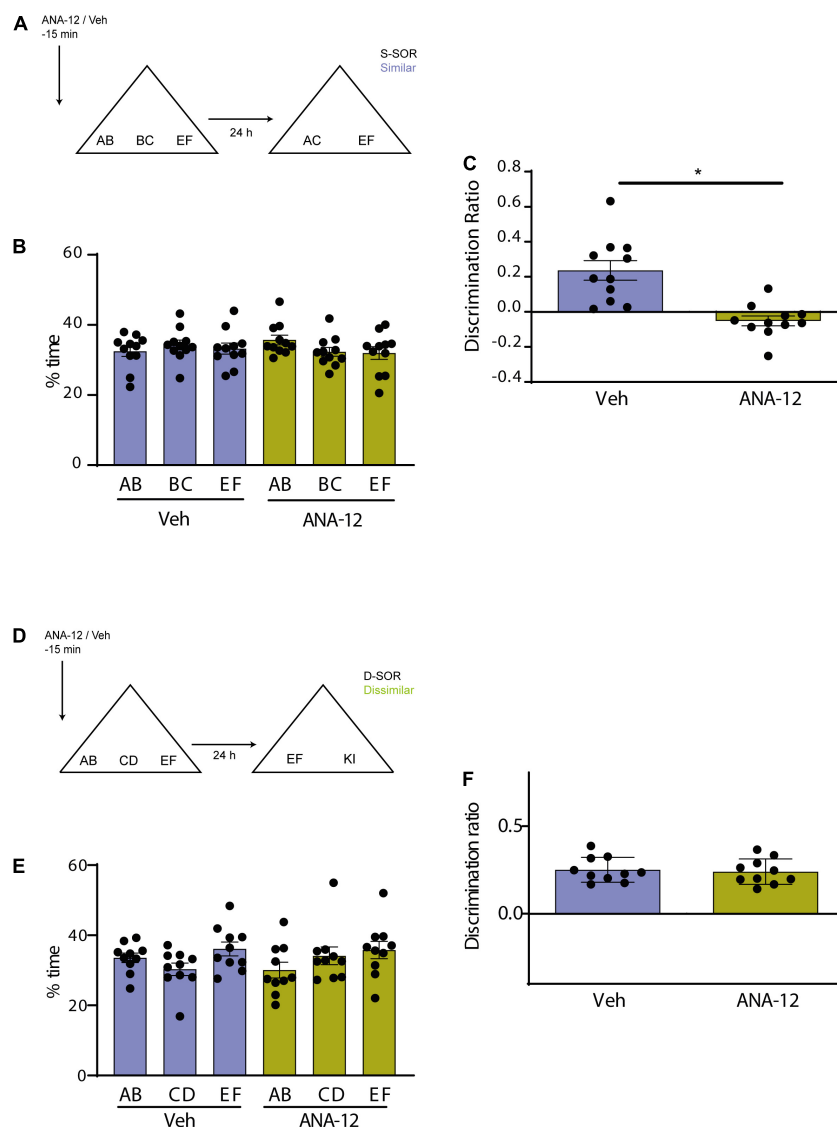 A
ANA-12 / Veh
-15 min
S-SOR
Similar
AB BC EF
24 h
AC EF
B
60
40
20
0
% time
AB BC EF AB BC EF
Veh ANA-12
C
0.8
0.6
0.4
0.2
0.0
-0.2
-0.4
Discrimination Ratio
*
Veh ANA-12
D
ANA-12 / Veh
-15 min
D-SOR
Dissimilar
AB CD EF
24 h
EF KI
E
60
40
20
0
% time
AB CD EF AB CD EF
Veh ANA-12
F
0.5
0.0
Discrimination ratio
Veh ANA-12